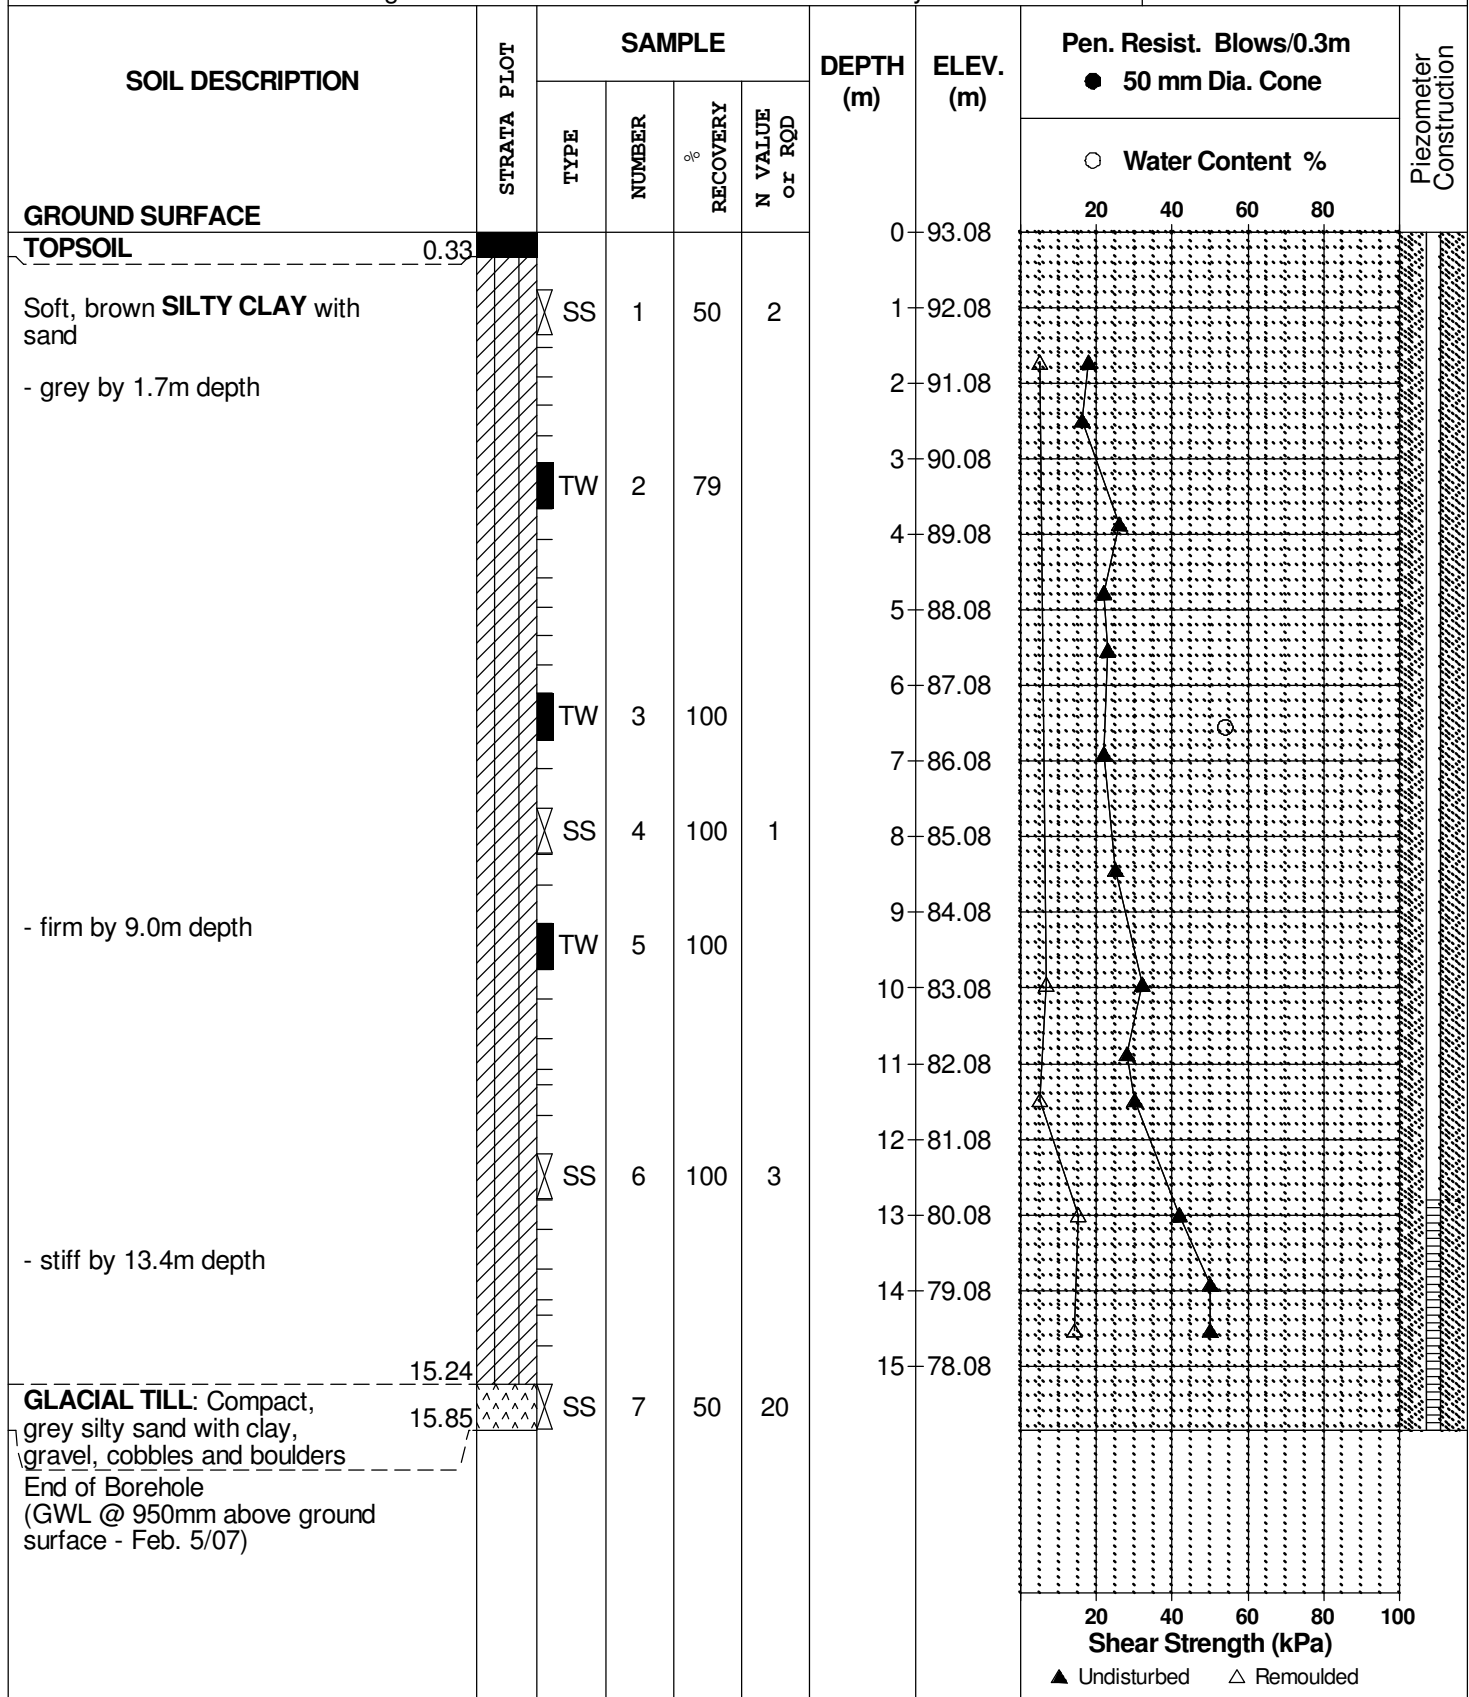 SOIL DESCRIPTION
STRATA PLOT
SAMPLE
TYPE
NUMBER
% RECOVERY
N VALUE or RQD
DEPTH (m)
ELEV. (m)
Pen. Resist. Blows/0.3m
● 50 mm Dia. Cone
○ Water Content %
Piezometer Construction
20 40 60 80
GROUND SURFACE
0 93.08
TOPSOIL 0.33
Soft, brown SILTY CLAY with
sand
SS 1 50 2
1 92.08
- grey by 1.7m depth
2 91.08
3 90.08
TW 2 79
4 89.08
5 88.08
6 87.08
TW 3 100
7 86.08
SS 4 100 1
8 85.08
9 84.08
- firm by 9.0m depth
TW 5 100
10 83.08
11 82.08
12 81.08
SS 6 100 3
13 80.08
- stiff by 13.4m depth
14 79.08
15 78.08
15.24
GLACIAL TILL: Compact,
grey silty sand with clay,
gravel, cobbles and boulders
15.85
SS 7 50 20
End of Borehole
(GWL @ 950mm above ground
surface - Feb. 5/07)
20 40 60 80 100
Shear Strength (kPa)
▲ Undisturbed △ Remoulded